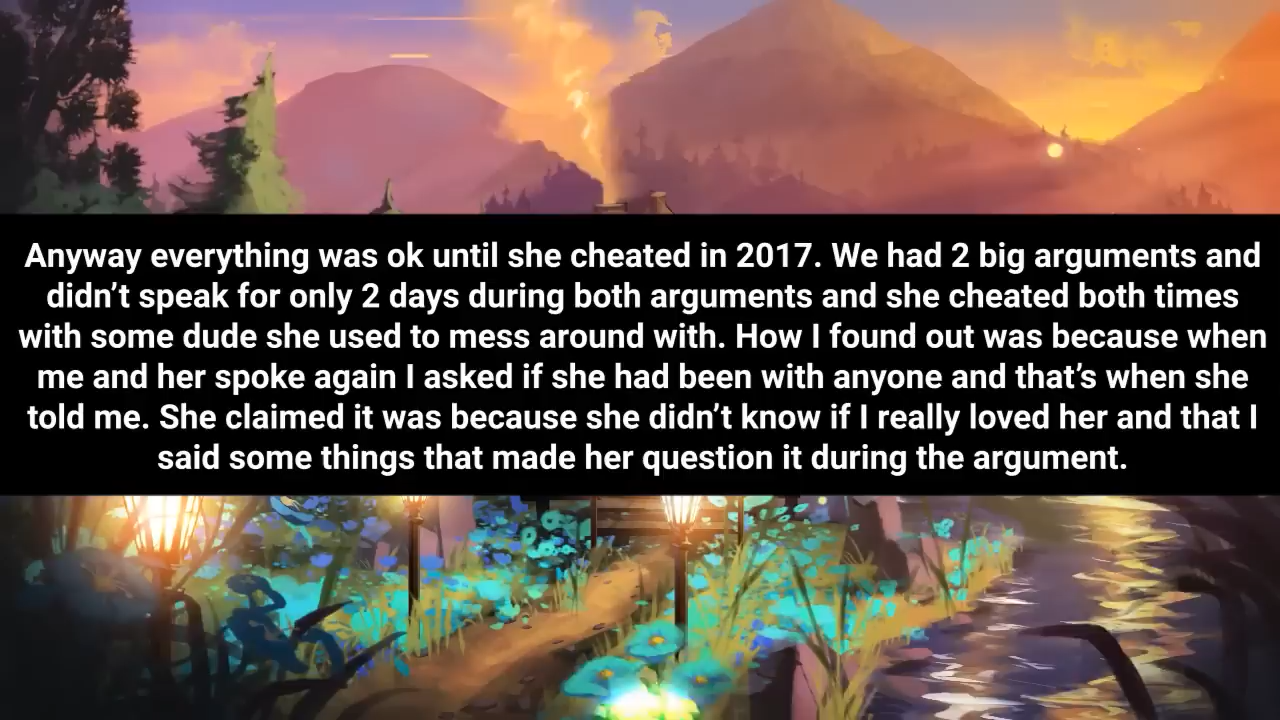 Anyway everything was ok until she cheated in 2017. We had 2 big arguments and
didn’t speak for only 2 days during both arguments and she cheated both times
with some dude she used to mess around with. How I found out was because when
me and her spoke again I asked if she had been with anyone and that’s when she
told me. She claimed it was because she didn’t know if I really loved her and that I
said some things that made her question it during the argument.